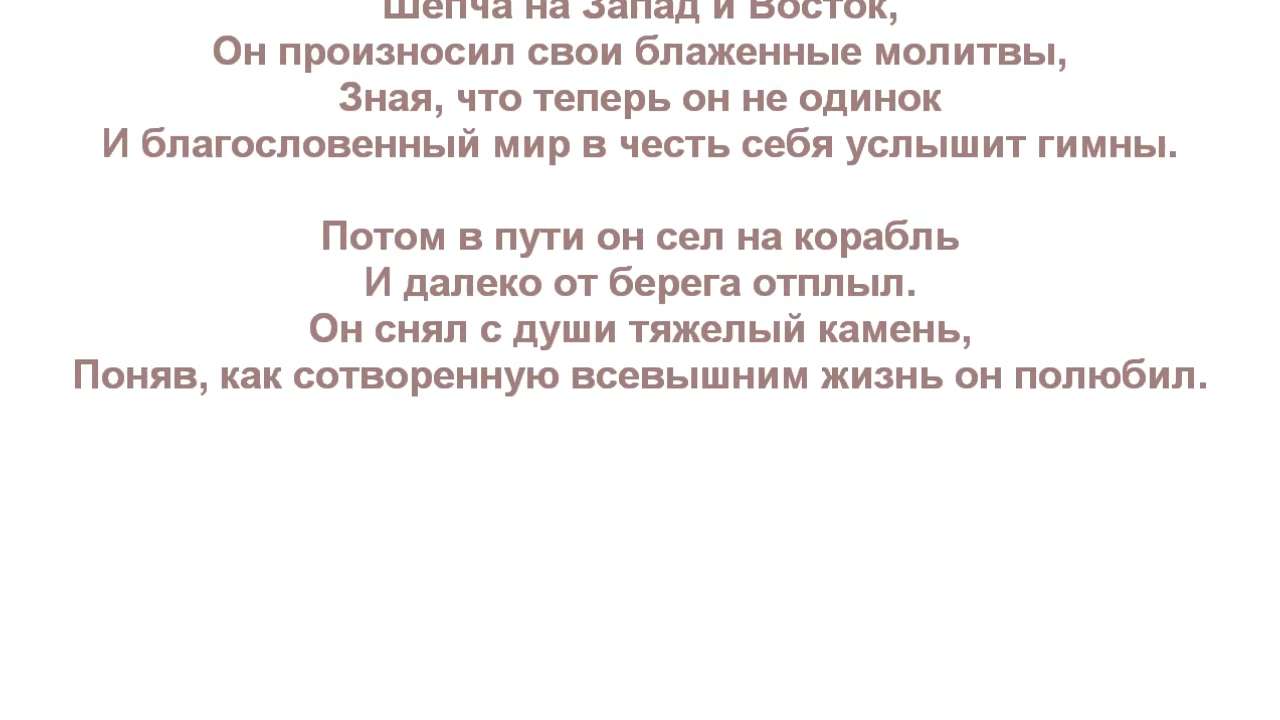 Шепча на Запад и Восток,
Он произносил свои блаженные молитвы,
Зная, что теперь он не одинок
И благословенный мир в честь себя услышит гимны.
Потом в пути он сел на корабль
И далеко от берега отплыл.
Он снял с души тяжелый камень,
Поняв, как сотворенную всевышним жизнь он полюбил.